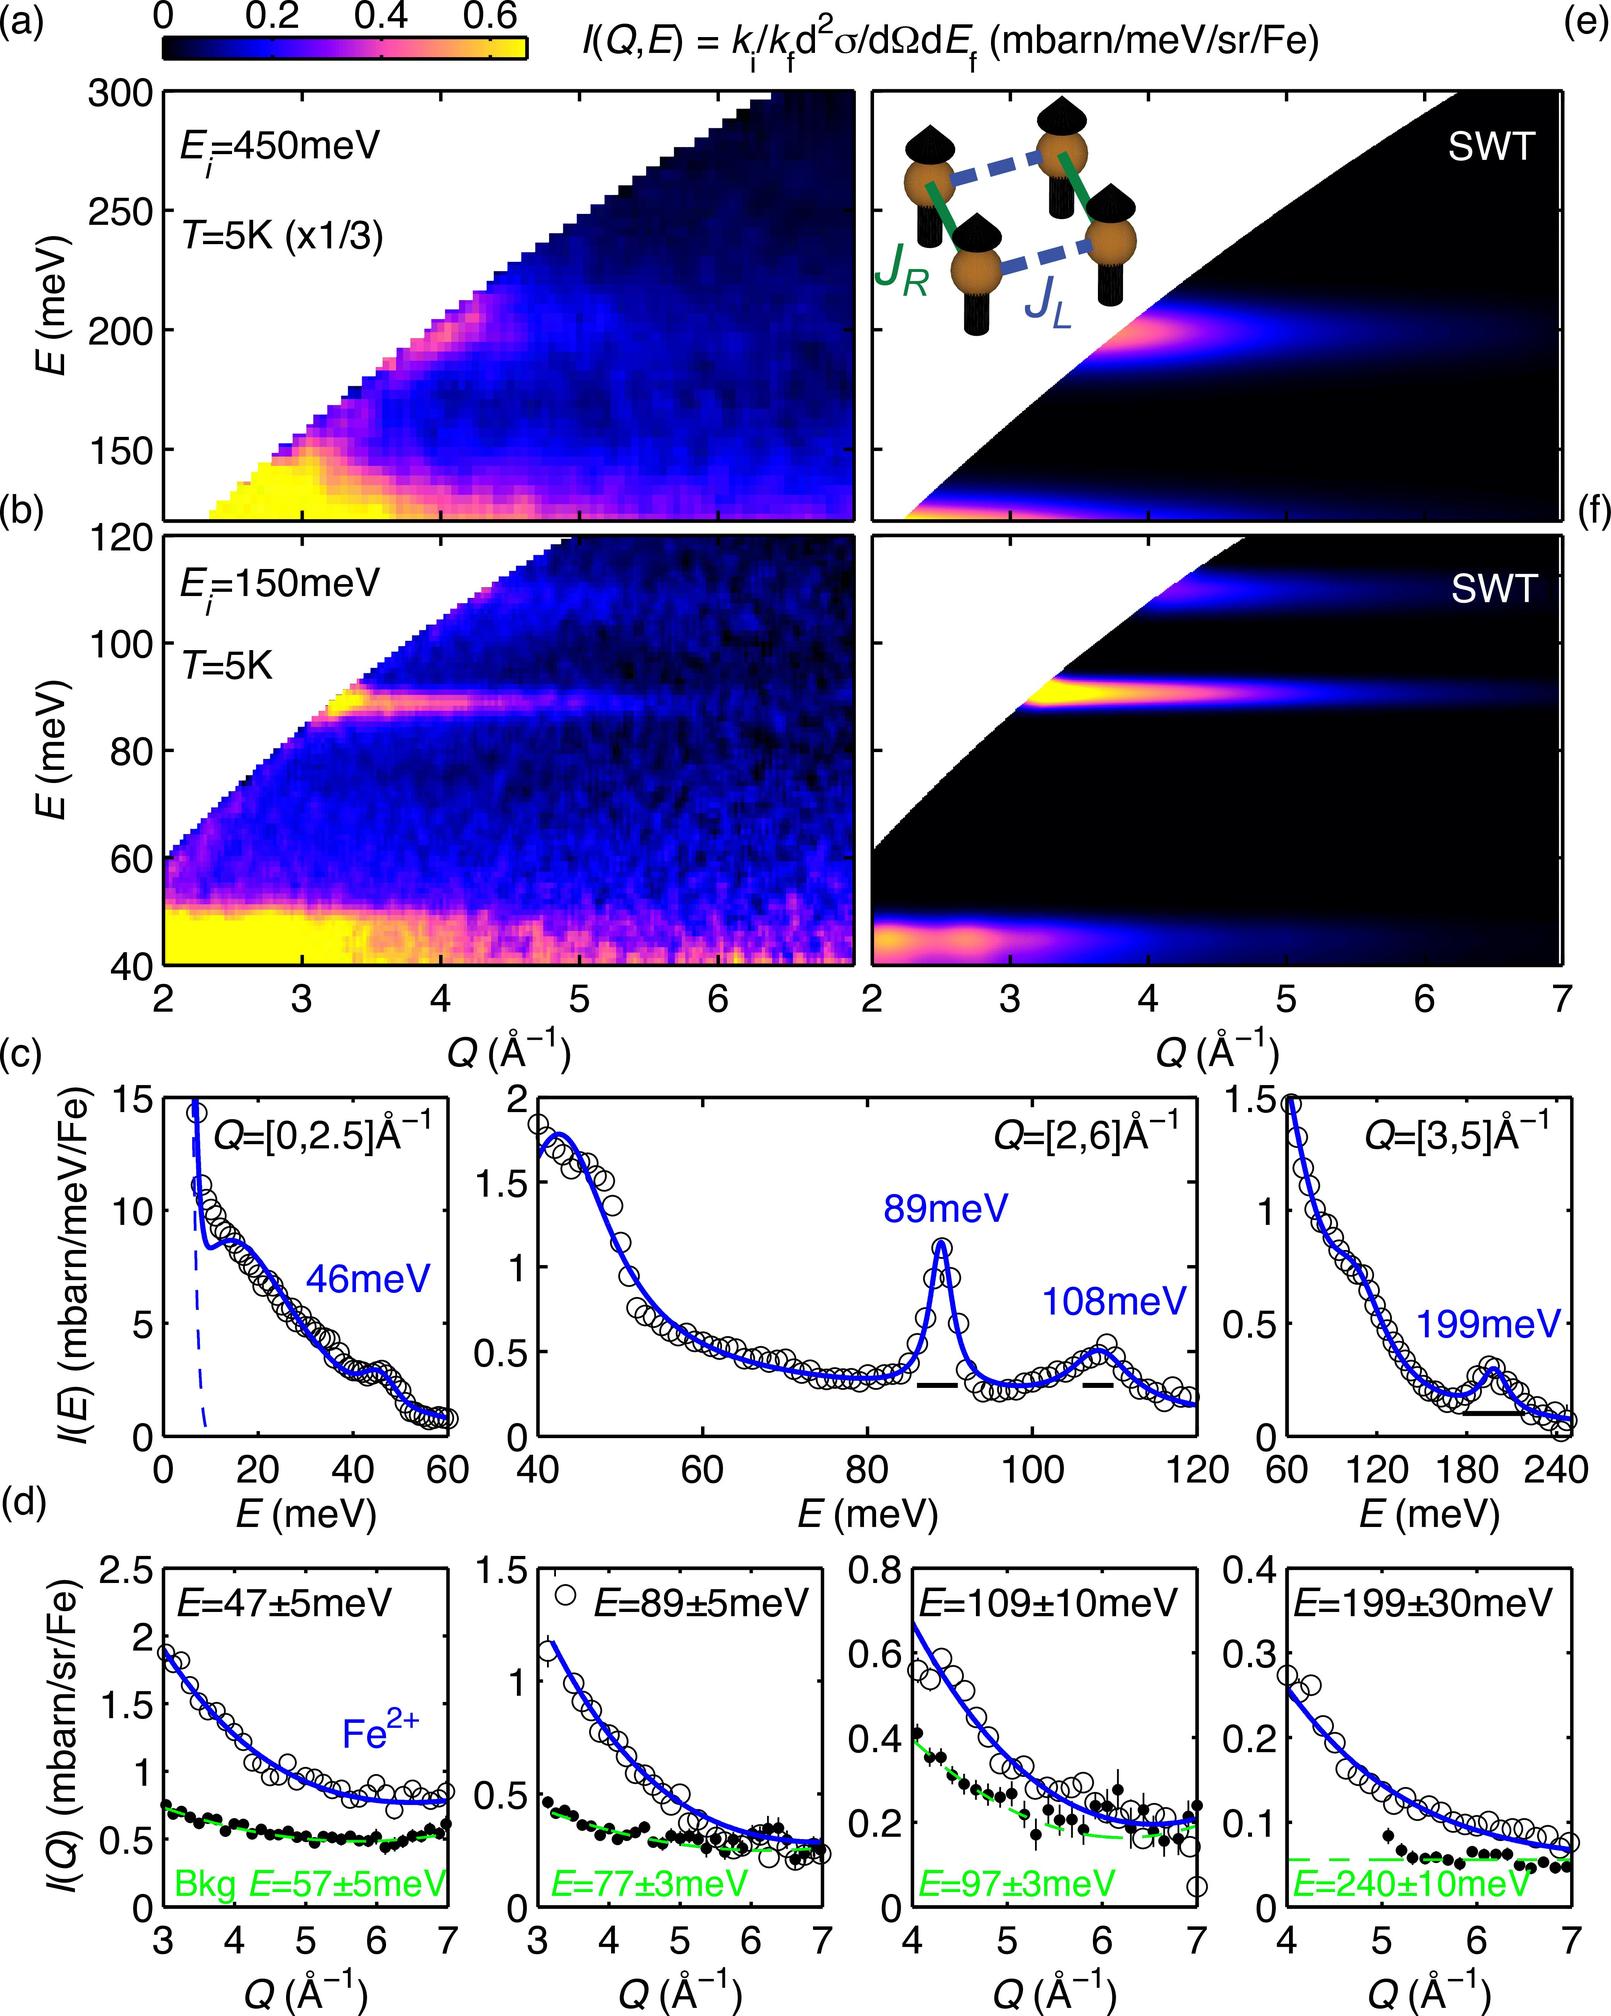 (a)
0 0.2 0.4 0.6
I(Q,E) = ki/kfd²σ/dΩdEf (mbarn/meV/sr/Fe)
(e)
300
250
200
150
E (meV)
Ei=450meV
T=5K (x1/3)
SWT
JR
JL
(b)
(f)
120
100
80
60
40
E (meV)
Ei=150meV
T=5K
SWT
2 3 4 5 6
2 3 4 5 6 7
Q (Å⁻¹)
Q (Å⁻¹)
(c)
I(E) (mbarn/meV/Fe)
15
10
5
0
Q=[0,2.5]Å⁻¹
46meV
0 20 40 60
E (meV)
2
1.5
1
0.5
0
Q=[2,6]Å⁻¹
89meV
108meV
40 60 80 100 120
E (meV)
1.5
1
0.5
0
Q=[3,5]Å⁻¹
199meV
60 120 180 240
E (meV)
(d)
I(Q) (mbarn/sr/Fe)
2.5
2
1.5
1
0.5
0
E=47±5meV
Fe²⁺
Bkg E=57±5meV
3 4 5 6 7
Q (Å⁻¹)
1.5
1
0.5
0
E=89±5meV
E=77±3meV
3 4 5 6 7
Q (Å⁻¹)
0.8
0.6
0.4
0.2
0
E=109±10meV
E=97±3meV
4 5 6 7
Q (Å⁻¹)
0.4
0.3
0.2
0.1
0
E=199±30meV
E=240±10meV
4 5 6 7
Q (Å⁻¹)